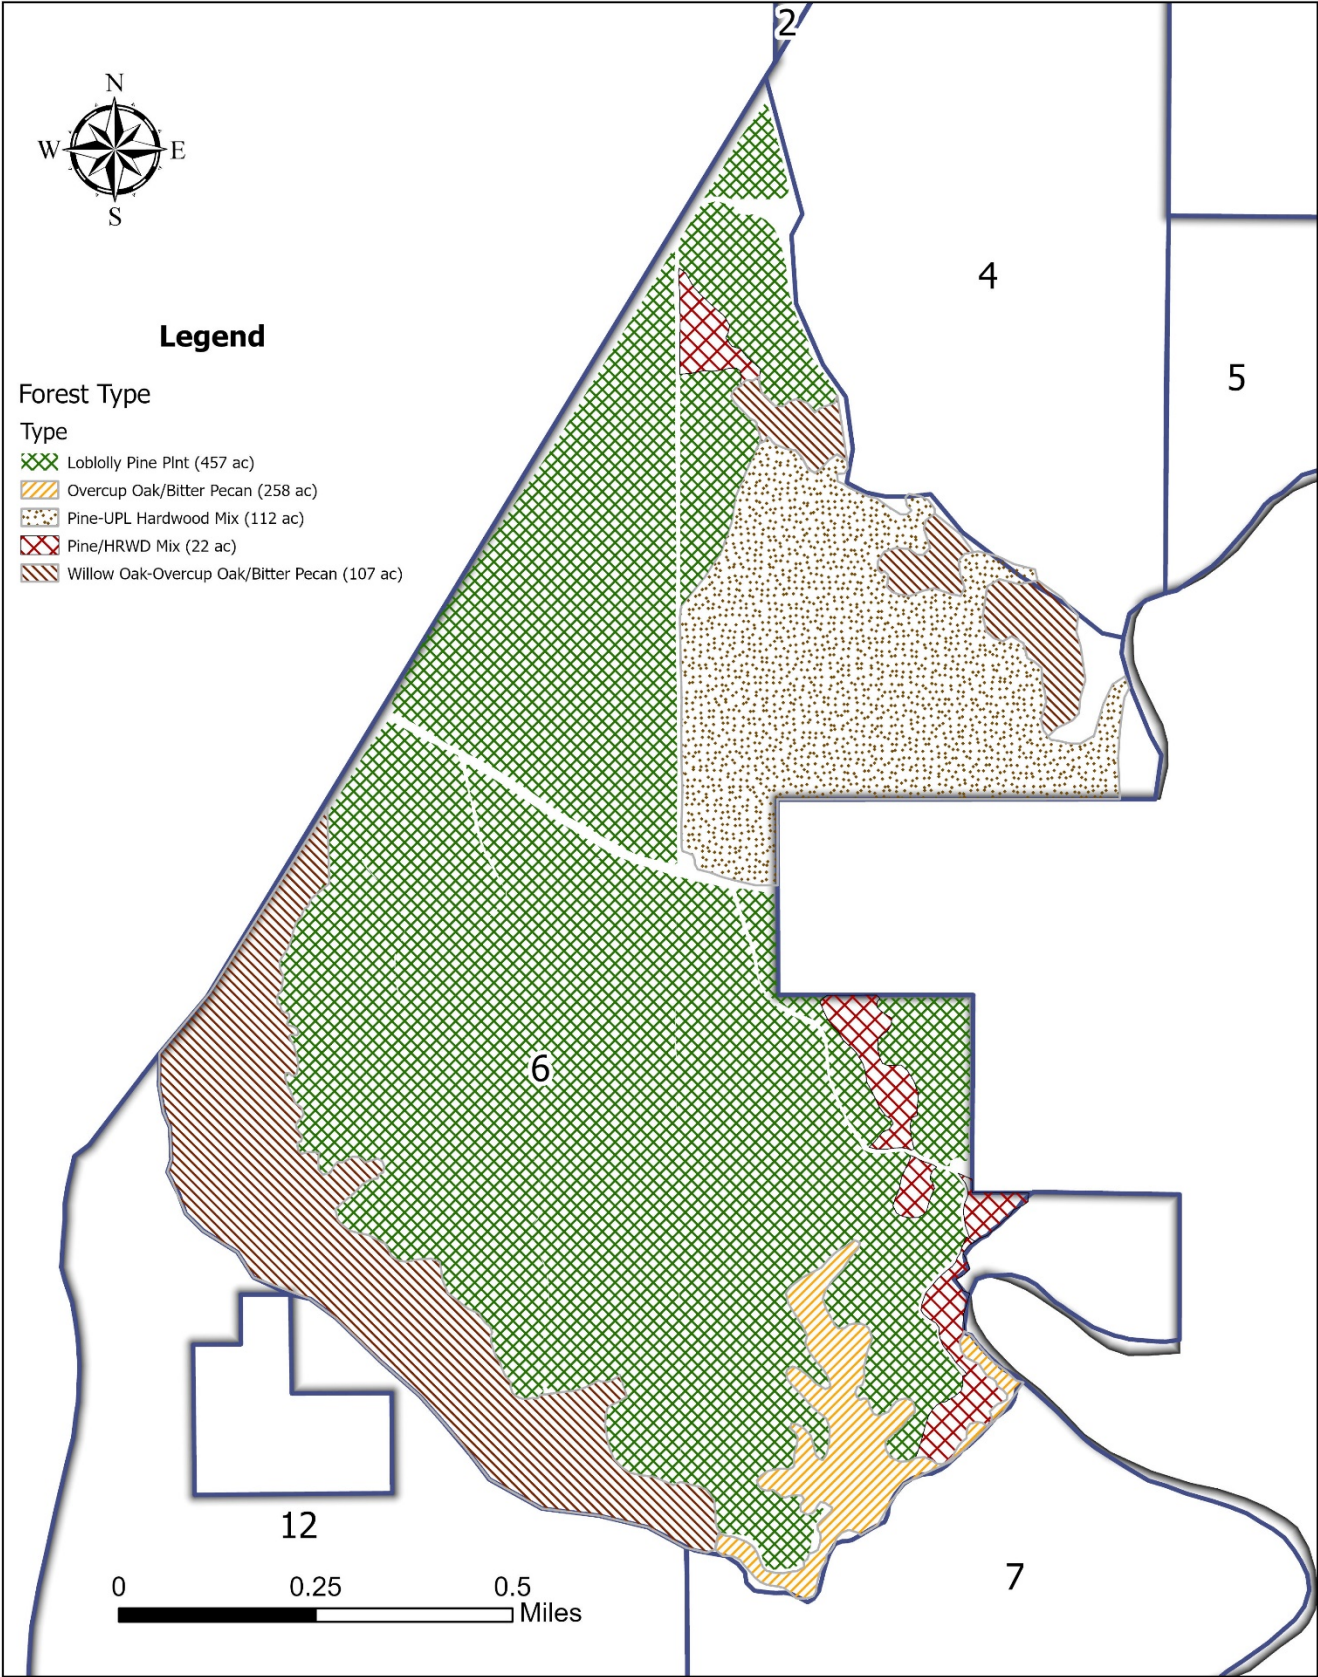 2
N
W E
S
4
Legend
5
Forest Type
Type
Loblolly Pine Plnt (457 ac)
Overcup Oak/Bitter Pecan (258 ac)
Pine-UPL Hardwood Mix (112 ac)
Pine/HRWD Mix (22 ac)
Willow Oak-Overcup Oak/Bitter Pecan (107 ac)
6
12
7
0 0.25 0.5
Miles